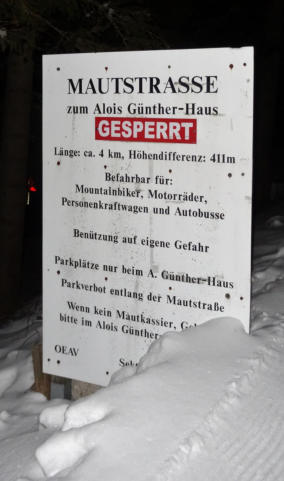 MAUTSTRASSE
zum Alois Günther-Haus
GESPERRT
Länge: ca. 4 km, Höhendifferenz: 411m
Befahrbar für:
Mountainbiker, Motorräder,
Personenkraftwagen und Autobusse
Benützung auf eigene Gefahr
Parkplätze nur beim A. Günther-Haus
Parkverbot entlang der Mautstraße
Wenn kein Mautkassier,
bitte im Alois Günther-
OEAV